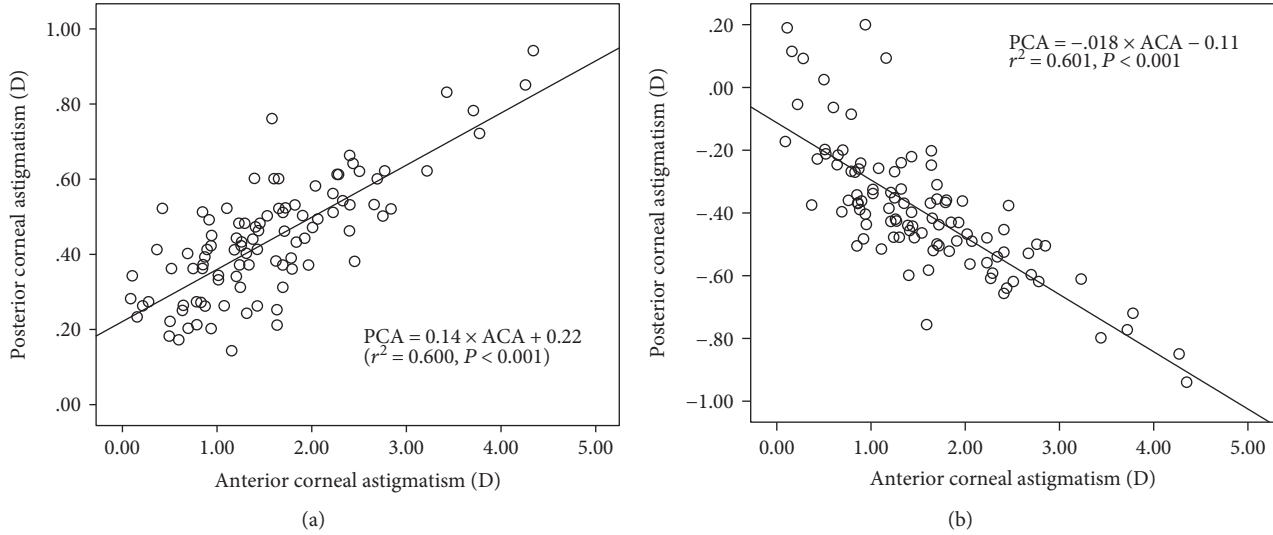 1.00
.80
.60
.40
.20
.00
Posterior corneal astigmatism (D)
PCA = 0.14 × ACA + 0.22
(r² = 0.600, P < 0.001)
0.00 1.00 2.00 3.00 4.00 5.00
Anterior corneal astigmatism (D)
(a)
.20
.00
−.20
−.40
−.60
−.80
−1.00
Posterior corneal astigmatism (D)
PCA = −.018 × ACA − 0.11
r² = 0.601, P < 0.001
0.00 1.00 2.00 3.00 4.00 5.00
Anterior corneal astigmatism (D)
(b)